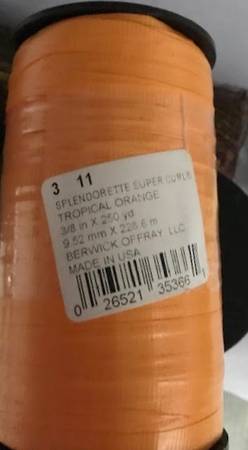 3 11
SPLENDORETTE SUPER CURL®
TROPICAL ORANGE
3/8 in X 250 yd
9.52 mm X 228.6 m
BERWICK OFFRAY, LLC
MADE IN USA
0 26521 35366 1